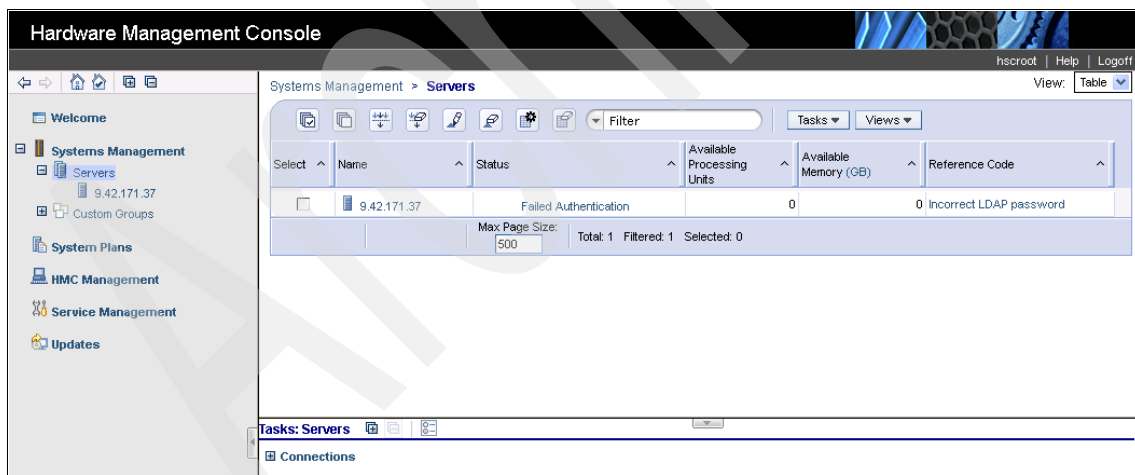 Hardware Management Console
hscroot | Help | Logoff
Systems Management > Servers
View: Table
Welcome
Systems Management
Servers
9.42.171.37
Custom Groups
System Plans
HMC Management
Service Management
Updates
Filter
Tasks
Views
Select
Name
Status
Available Processing Units
Available Memory (GB)
Reference Code
9.42.171.37
Failed Authentication
0
0
Incorrect LDAP password
Max Page Size:
500
Total: 1 Filtered: 1 Selected: 0
Tasks: Servers
Connections